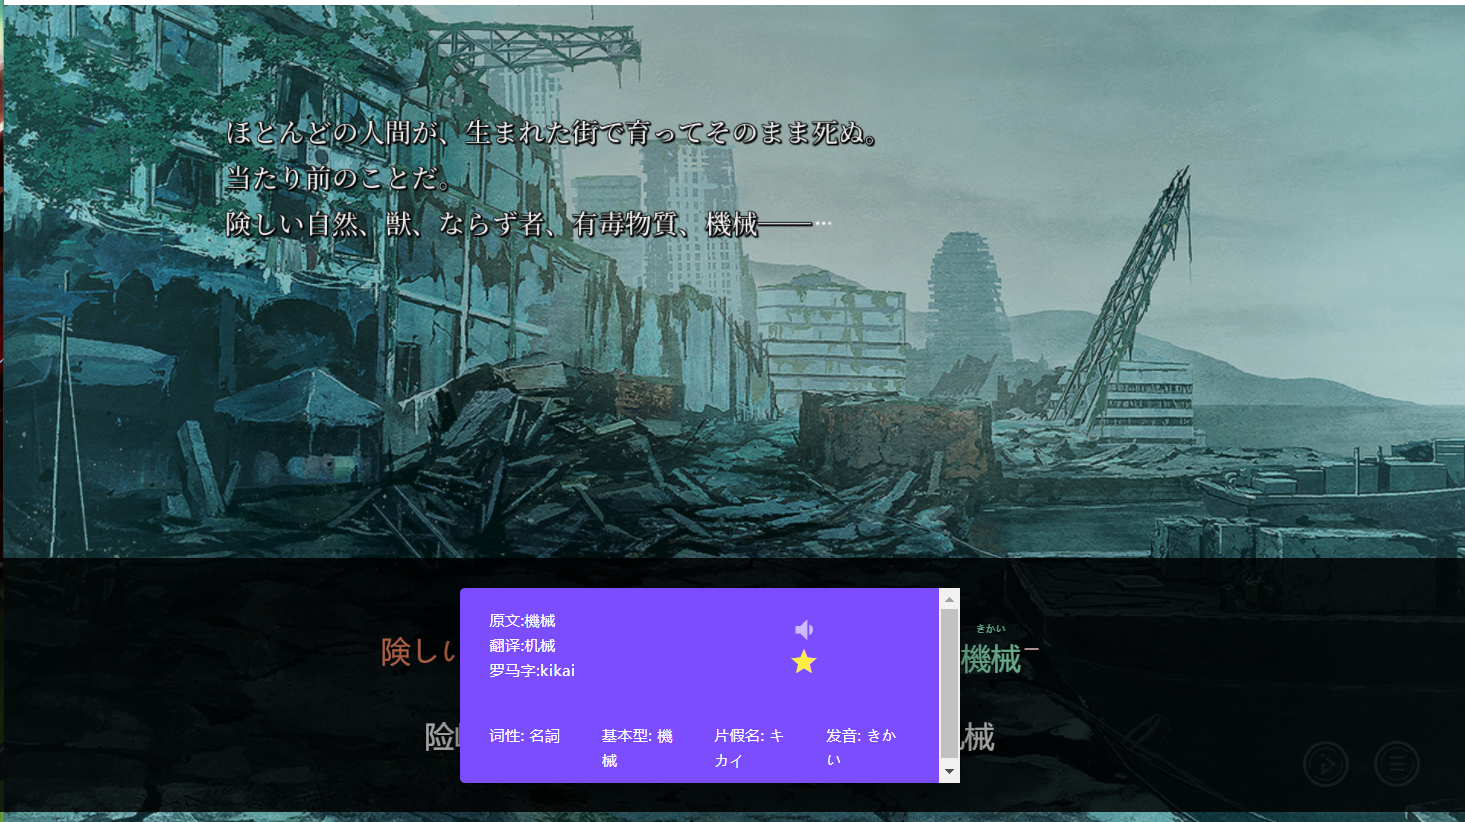 ほとんどの人間が、生まれた街で育ってそのまま死ぬ。
当たり前のことだ。
険しい自然、獣、ならず者、有毒物質、機械――…
原文:機械
翻译:机械
罗马字:kikai
词性: 名詞
基本型: 機械
片假名: キカイ
发音: きかい
険しい
きかい
機械
险
械